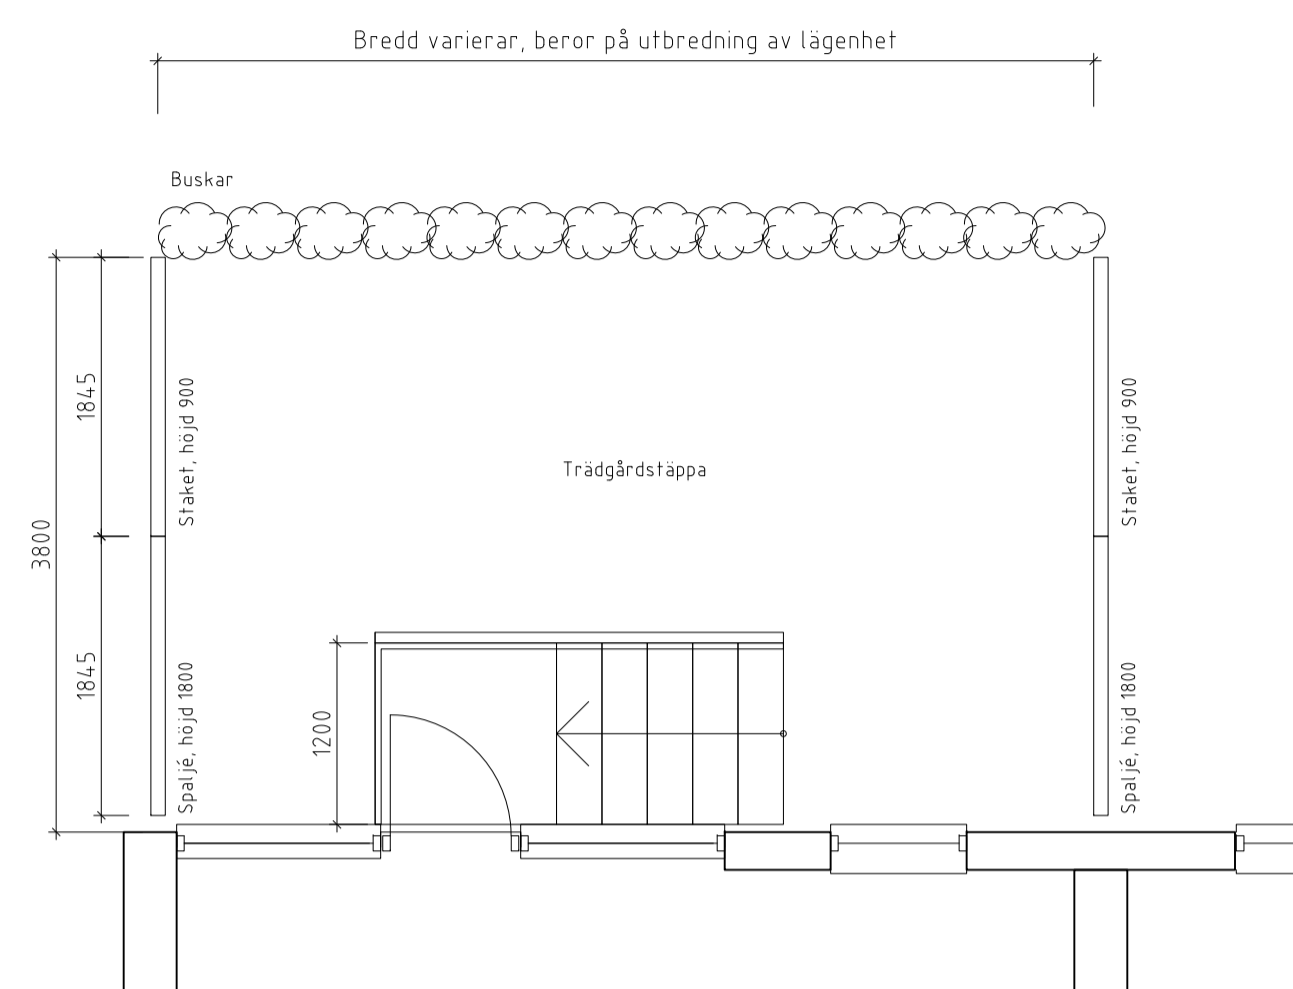 Bredd varierar, beror på utbredning av lägenhet
Buskar
1845
Staket, höjd 900
Staket, höjd 900
Trädgårdstäppa
3800
1845
Spaljé, höjd 1800
1200
Spaljé, höjd 1800